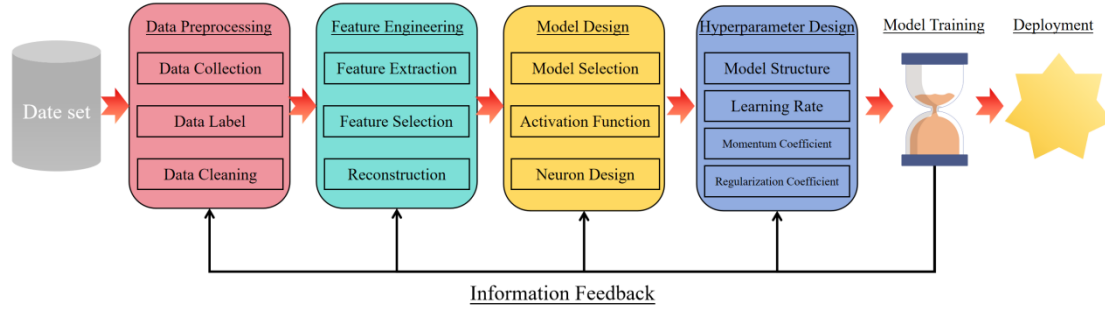 Date set
Data Preprocessing
Data Collection
Data Label
Data Cleaning
Feature Engineering
Feature Extraction
Feature Selection
Reconstruction
Model Design
Model Selection
Activation Function
Neuron Design
Hyperparameter Design
Model Structure
Learning Rate
Momentum Coefficient
Regularization Coefficient
Model Training
Deployment
Information Feedback